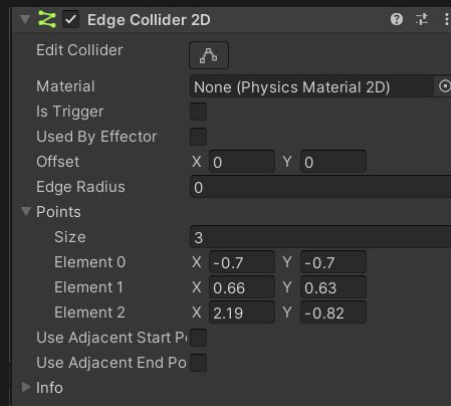 Edge Collider 2D
Edit Collider
Material None (Physics Material 2D)
Is Trigger
Used By Effector
Offset X 0 Y 0
Edge Radius 0
Points
Size 3
Element 0 X -0.7 Y -0.7
Element 1 X 0.66 Y 0.63
Element 2 X 2.19 Y -0.82
Use Adjacent Start P
Use Adjacent End Po
Info